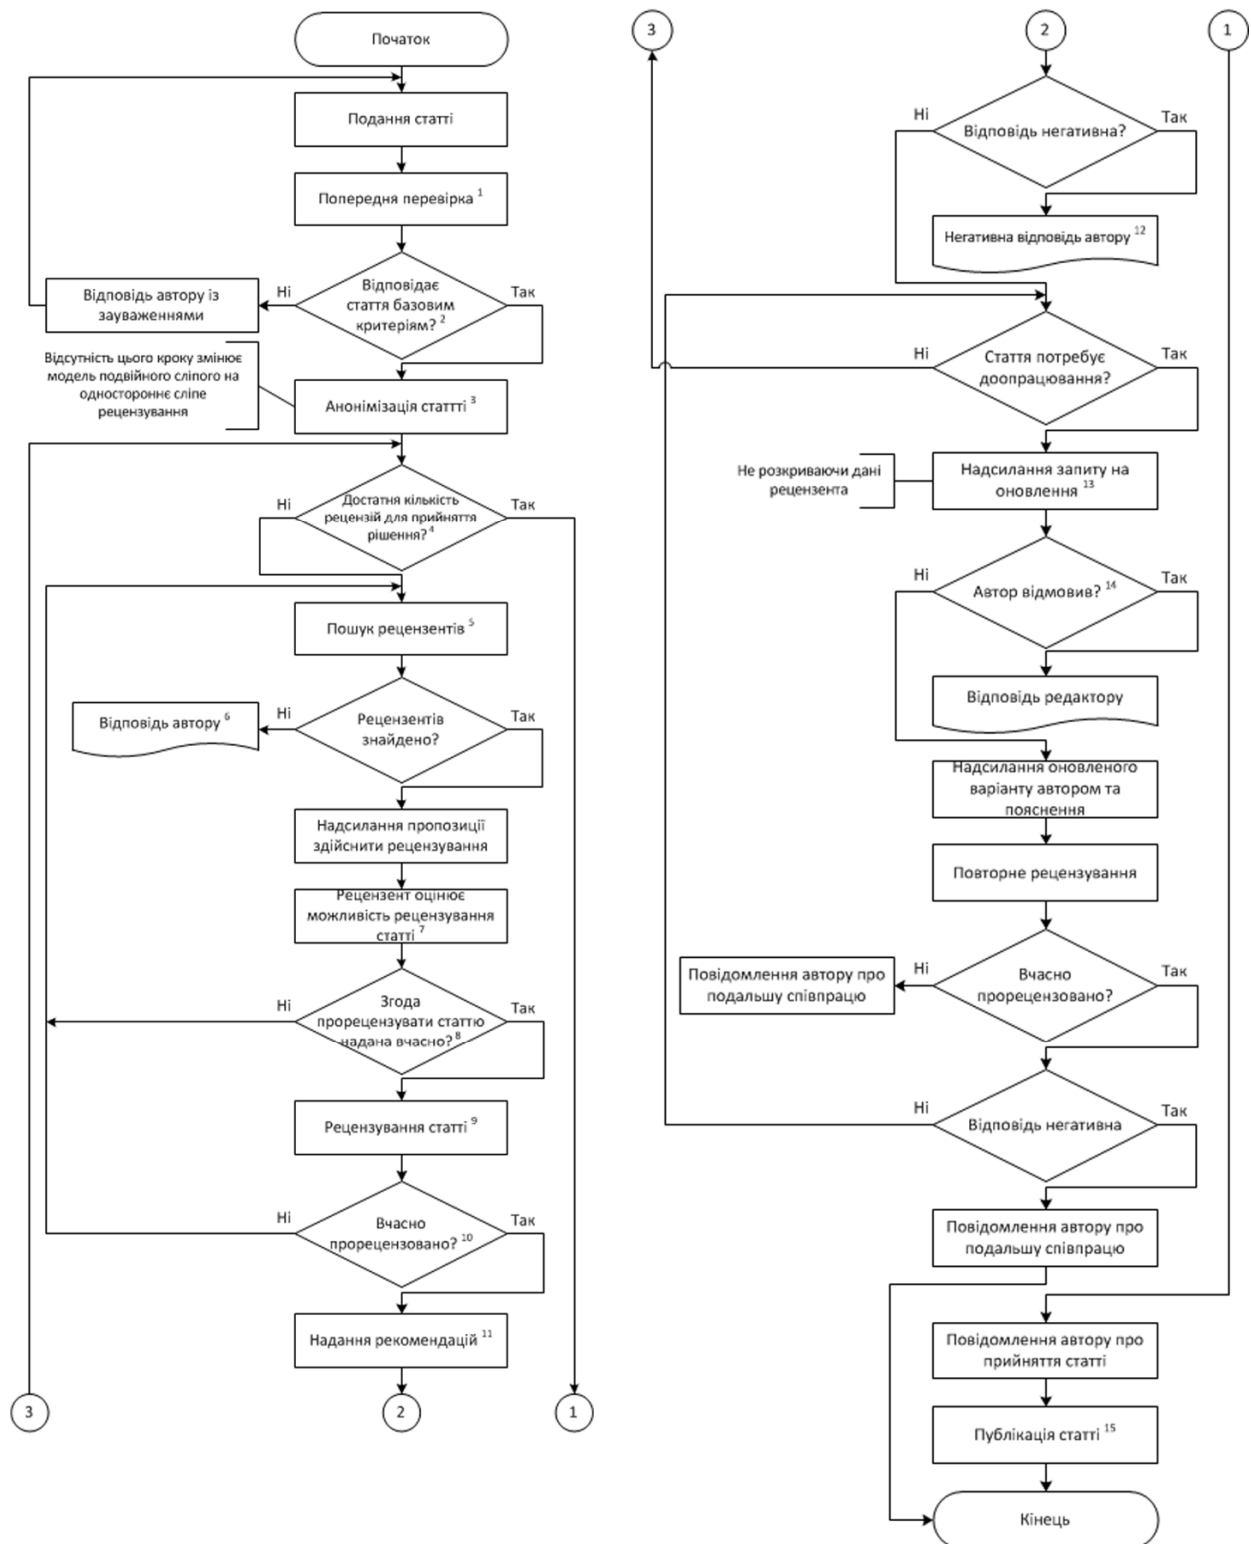 Початок
Подання статті
Попередня перевірка 1
Відповідає
стаття базовим
критеріям? 2
Ні
Так
Відповідь автору із
зауваженнями
Відсутність цього кроку змінює
модель подвійного сліпого на
одностороннє сліпе
рецензування
Анонімізація статтті 3
Достатня кількість
рецензій для прийняття
рішення? 4
Ні
Так
Пошук рецензентів 5
Рецензентів
знайдено?
Ні
Так
Відповідь автору 6
Надсилання пропозиції
здійснити рецензування
Рецензент оцінює
можливість рецензування
статті 7
Згода
прорецензувати статтю
надана вчасно? 8
Ні
Так
Рецензування статті 9
Вчасно
прорецензовано? 10
Ні
Так
Надання рекомендацій 11
3
2
1
3
2
1
Відповідь негативна?
Ні
Так
Негативна відповідь автору 12
Стаття потребує
доопрацювання?
Ні
Так
Не розкриваючи дані
рецензента
Надсилання запиту на
оновлення 13
Автор відмовив? 14
Ні
Так
Відповідь редактору
Надсилання оновленого
варіанту автором та
пояснення
Повторне рецензування
Вчасно
прорецензовано?
Ні
Так
Повідомлення автору про
подальшу співпрацю
Відповідь негативна
Ні
Так
Повідомлення автору про
подальшу співпрацю
Повідомлення автору про
прийняття статті
Публікація статті 15
Кінець